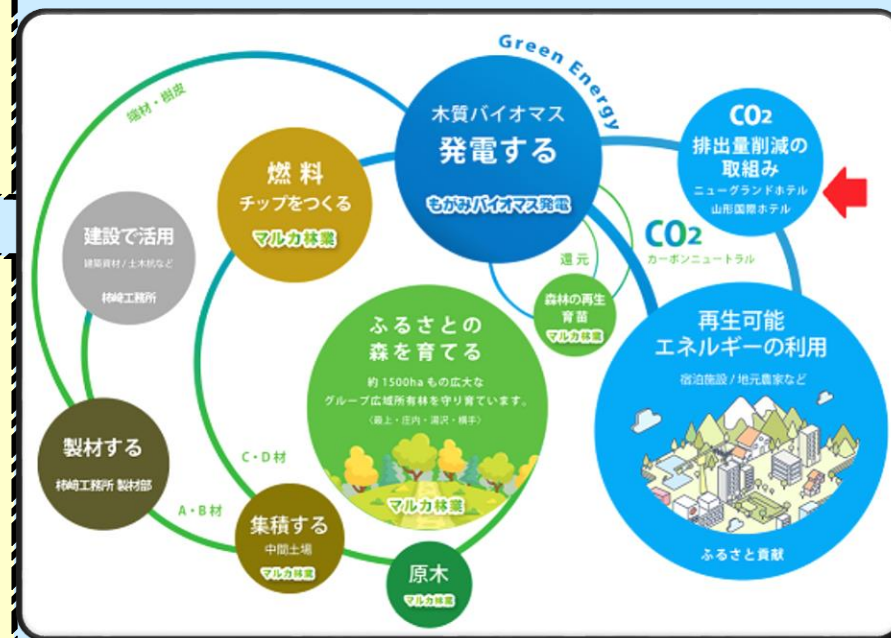 Green Energy
木質バイオマス
発電する
もがみバイオマス発電
CO2
排出量削減の
取組み
ニューグランドホテル
山形国際ホテル
端材・樹皮
燃料
チップをつくる
マルカ林業
建設で活用
建築資材/土木杭など
柿﨑工務所
CO2
カーボンニュートラル
還元
森林の再生
育苗
マルカ林業
ふるさとの
森を育てる
約1500haもの広大な
グループ広域所有林を守り育ています。
(最上・庄内・湯沢・横手)
マルカ林業
再生可能
エネルギーの利用
宿泊施設/地元農家など
ふるさと貢献
製材する
柿﨑工務所 製材部
C・D材
A・B材
集積する
中間土場
マルカ林業
原木
マルカ林業